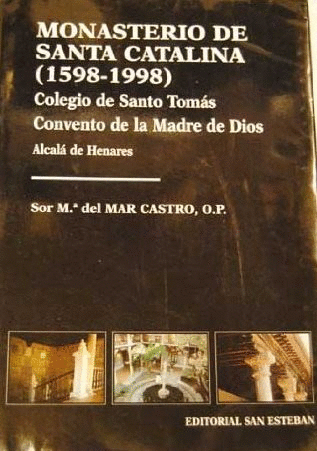 MONASTERIO DE
SANTA CATALINA
(1598-1998)
Colegio de Santo Tomás
Convento de la Madre de Dios
Alcalá de Henares
Sor M.ª del MAR CASTRO, O.P.
EDITORIAL SAN ESTEBAN